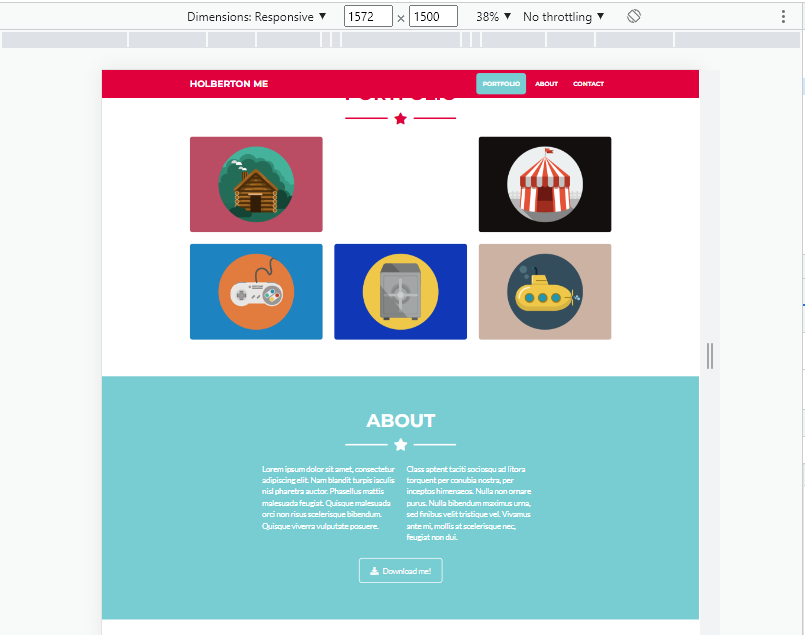 Dimensions: Responsive ▼ 1572 × 1500 38% ▼ No throttling ▼
HOLBERTON ME PORTFOLIO ABOUT CONTACT
PORTFOLIO
ABOUT
Lorem ipsum dolor sit amet, consectetur
adipiscing elit. Nam blandit turpis iaculis
nisl pharetra auctor. Phasellus mattis
malesuada feugiat. Quisque malesuada
orci non risus scelerisque bibendum.
Quisque viverra vulputate posuere.
Class aptent taciti sociosqu ad litora
torquent per conubia nostra, per
inceptos himenaeos. Nulla non ornare
purus. Nulla bibendum maximus urna,
sed finibus velit tristique vel. Vivamus
ante mi, mollis at scelerisque nec,
feugiat non dui.
Download me!